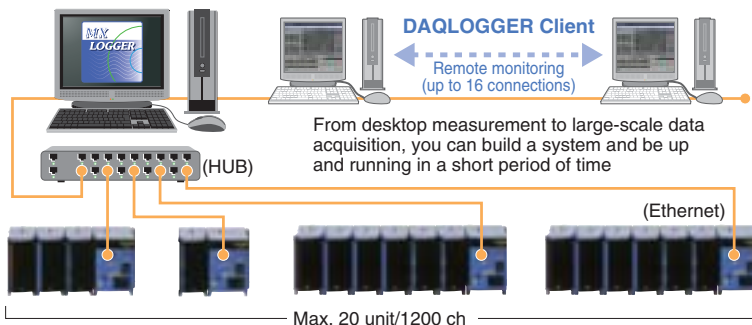 MX
LOGGER
DAQLOGGER Client
Remote monitoring
(up to 16 connections)
From desktop measurement to large-scale data
acquisition, you can build a system and be up
and running in a short period of time
(HUB)
(Ethernet)
Max. 20 unit/1200 ch